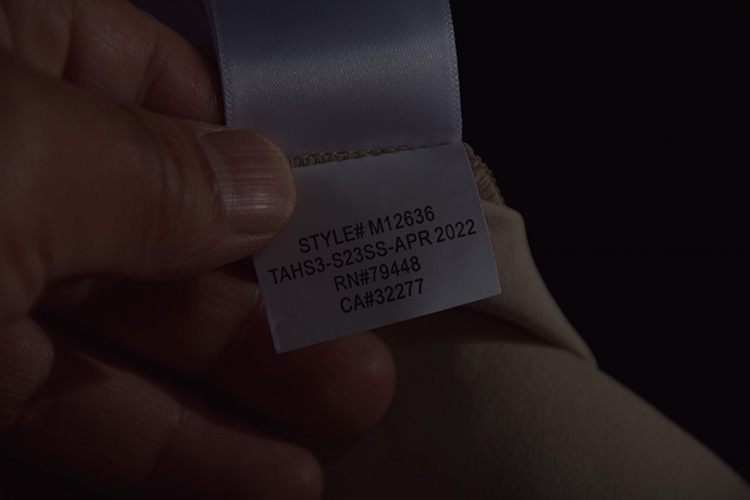 STYLE# M12636
TAHS3-S23SS-APR 2022
RN#79448
CA#32277